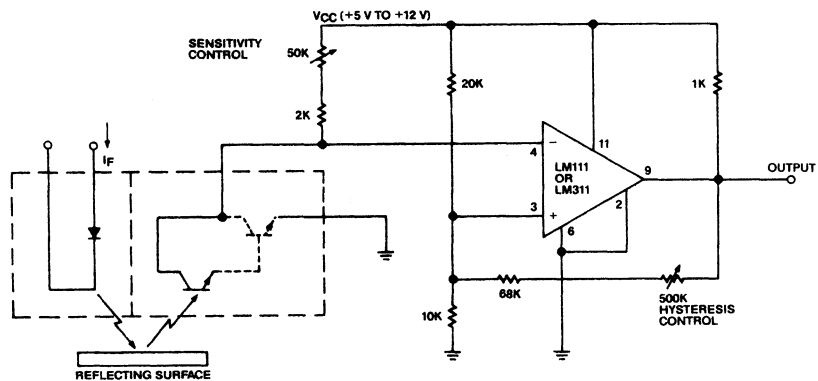 VCC (+5 V TO +12 V)
SENSITIVITY
CONTROL
50K
20K
1K
2K
IF
4
−
11
LM111
OR
LM311
9
OUTPUT
2
3
+
6
68K
500K
HYSTERESIS
CONTROL
10K
REFLECTING SURFACE